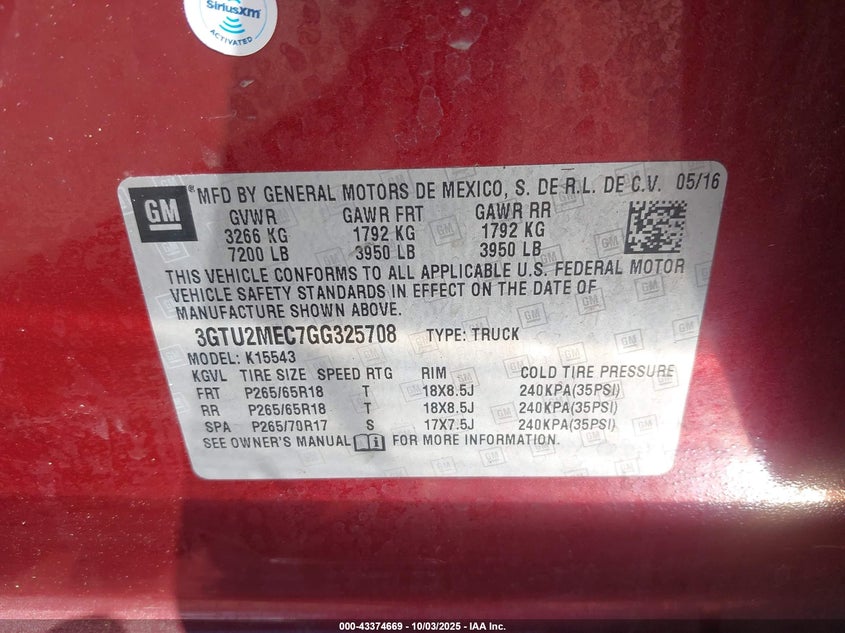 SiriusXM
ACTIVATED
GM ® MFD BY GENERAL MOTORS DE MEXICO, S. DE R.L. DE C.V. 05/16
GVWR GAWR FRT GAWR RR
3266 KG 1792 KG 1792 KG
7200 LB 3950 LB 3950 LB
THIS VEHICLE CONFORMS TO ALL APPLICABLE U.S. FEDERAL MOTOR
VEHICLE SAFETY STANDARDS IN EFFECT ON THE DATE OF
MANUFACTURE SHOWN ABOVE.
3GTU2MEC7GG325708 TYPE: TRUCK
MODEL: K15543
KGVL TIRE SIZE SPEED RTG RIM COLD TIRE PRESSURE
FRT P265/65R18 T 18X8.5J 240KPA(35PSI)
RR P265/65R18 T 18X8.5J 240KPA(35PSI)
SPA P265/70R17 S 17X7.5J 240KPA(35PSI)
SEE OWNER'S MANUAL FOR MORE INFORMATION.
000-43374669 | 10/03/2025 - IAA Inc.